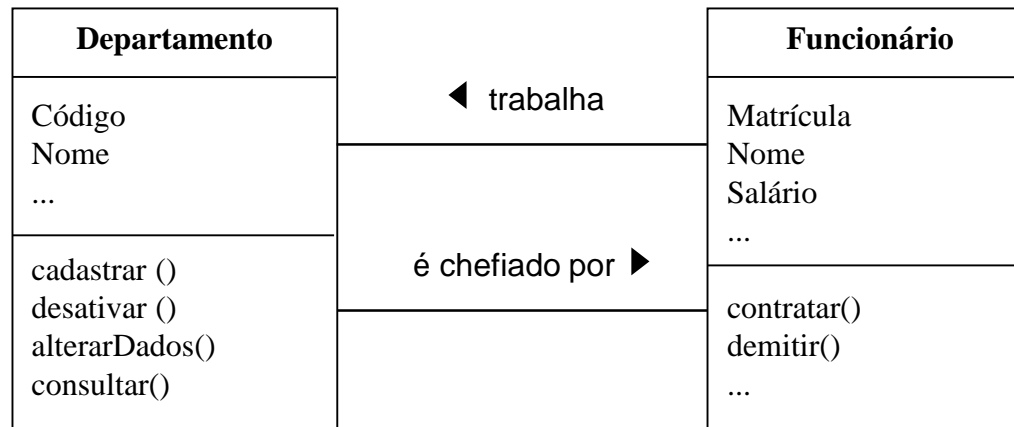 Departamento
Código
Nome
...
cadastrar ()
desativar ()
alterarDados()
consultar()
◄ trabalha
é chefiado por ►
Funcionário
Matrícula
Nome
Salário
...
contratar()
demitir()
...